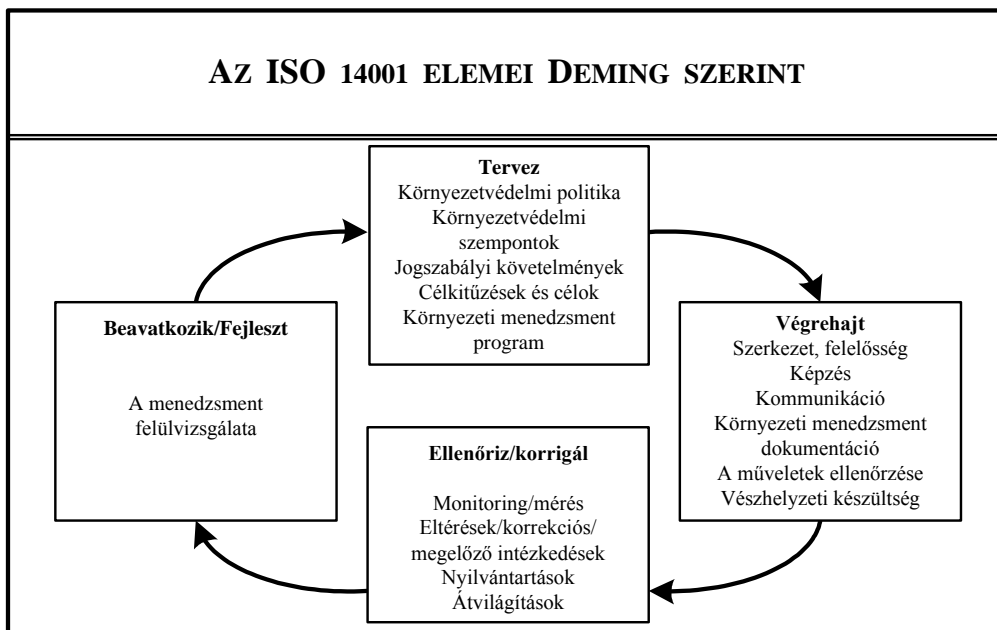 AZ ISO 14001 ELEMEI DEMING SZERINT
Tervez
Környezetvédelmi politika
Környezetvédelmi
szempontok
Jogszabályi követelmények
Célkitűzések és célok
Környezeti menedzsment
program
Végrehajt
Szerkezet, felelősség
Képzés
Kommunikáció
Környezeti menedzsment
dokumentáció
A műveletek ellenőrzése
Vészhelyzeti készültség
Ellenőriz/korrigál
Monitoring/mérés
Eltérések/korrekciós/
megelőző intézkedések
Nyilvántartások
Átvilágítások
Beavatkozik/Fejleszt
A menedzsment
felülvizsgálata